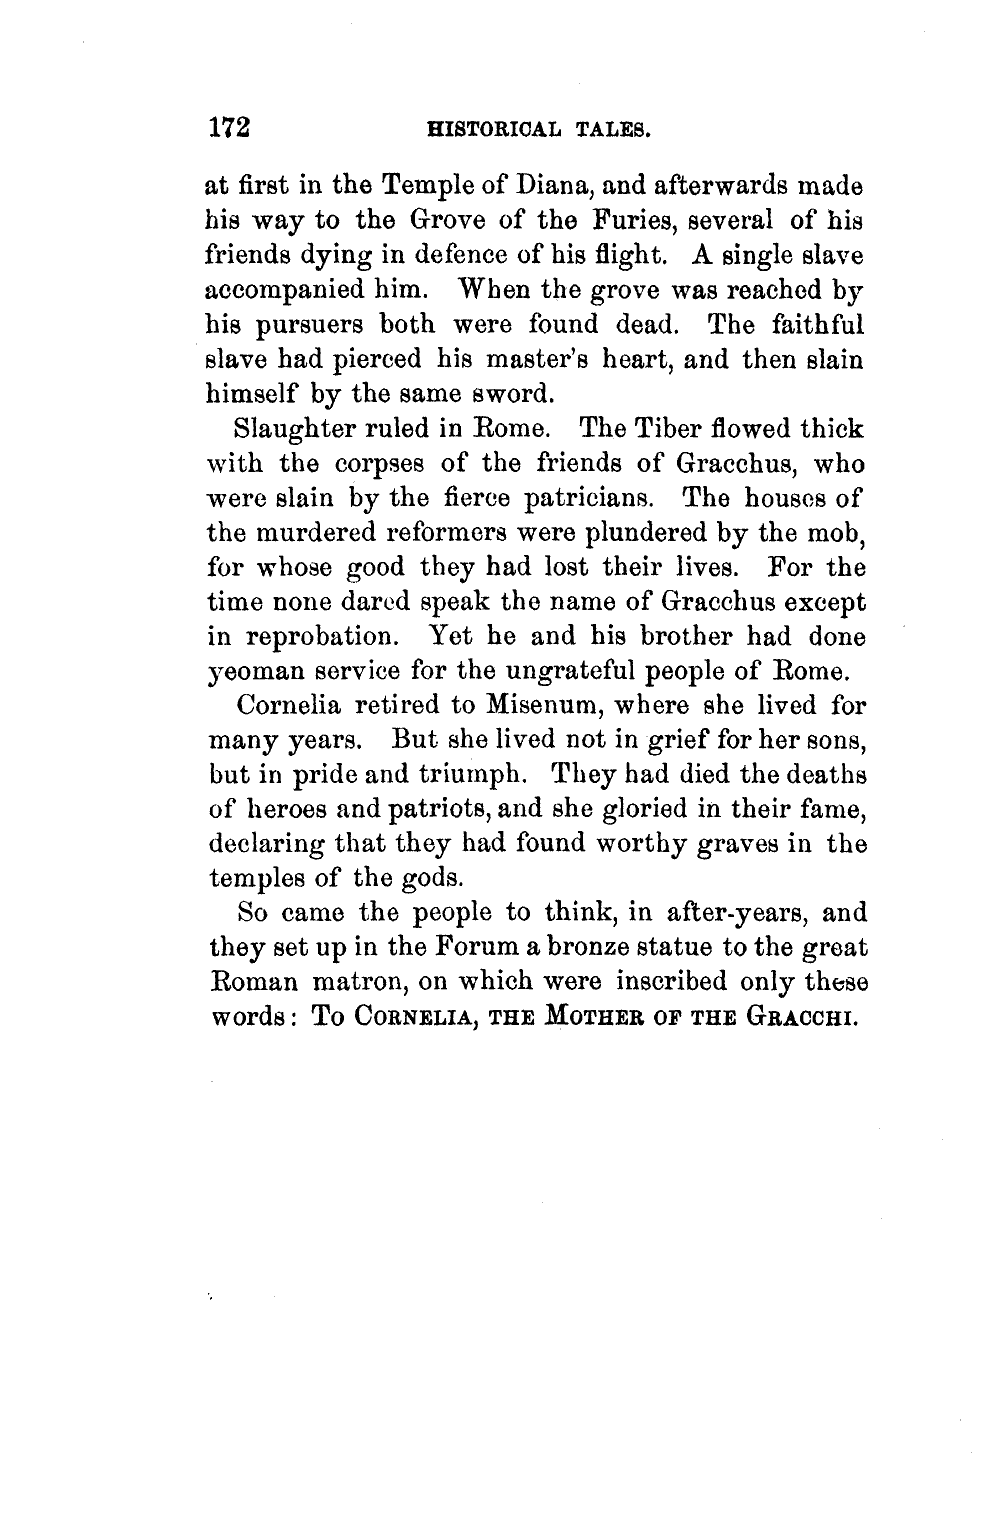 172 HISTORICAL TALES.
at first in the Temple of Diana, and afterwards made
his way to the Grove of the Furies, several of his
friends dying in defence of his flight. A single slave
accompanied him. When the grove was reached by
his pursuers both were found dead. The faithful
slave had pierced his master's heart, and then slain
himself by the same sword.
Slaughter ruled in Rome. The Tiber flowed thick
with the corpses of the friends of Gracchus, who
were slain by the fierce patricians. The houses of
the murdered reformers were plundered by the mob,
for whose good they had lost their lives. For the
time none dared speak the name of Gracchus except
in reprobation. Yet he and his brother had done
yeoman service for the ungrateful people of Rome.
Cornelia retired to Misenum, where she lived for
many years. But she lived not in grief for her sons,
but in pride and triumph. They had died the deaths
of heroes and patriots, and she gloried in their fame,
declaring that they had found worthy graves in the
temples of the gods.
So came the people to think, in after-years, and
they set up in the Forum a bronze statue to the great
Roman matron, on which were inscribed only these
words: TO CORNELIA, THE MOTHER OF THE GRACCHI.